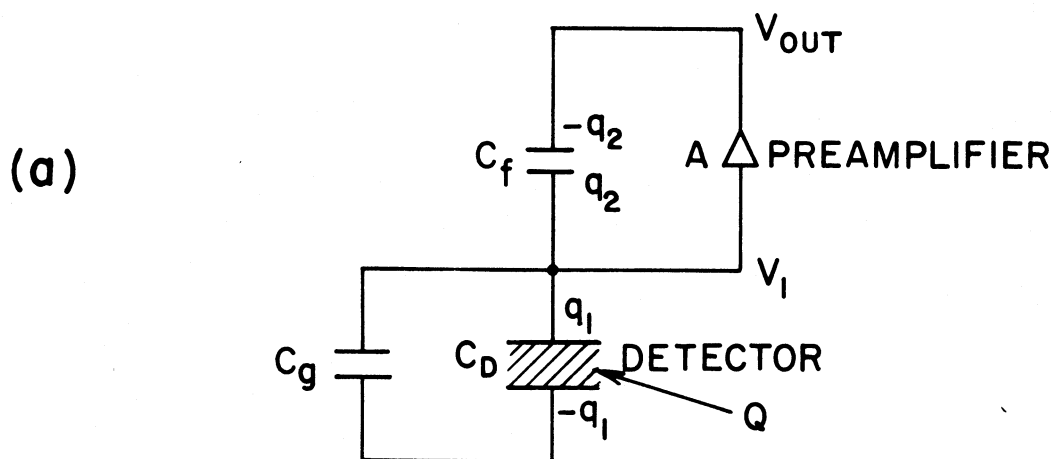 V_OUT
(a)
-q_2
C_f
q_2
A
PREAMPLIFIER
V_1
q_1
C_g
C_D
DETECTOR
-q_1
Q